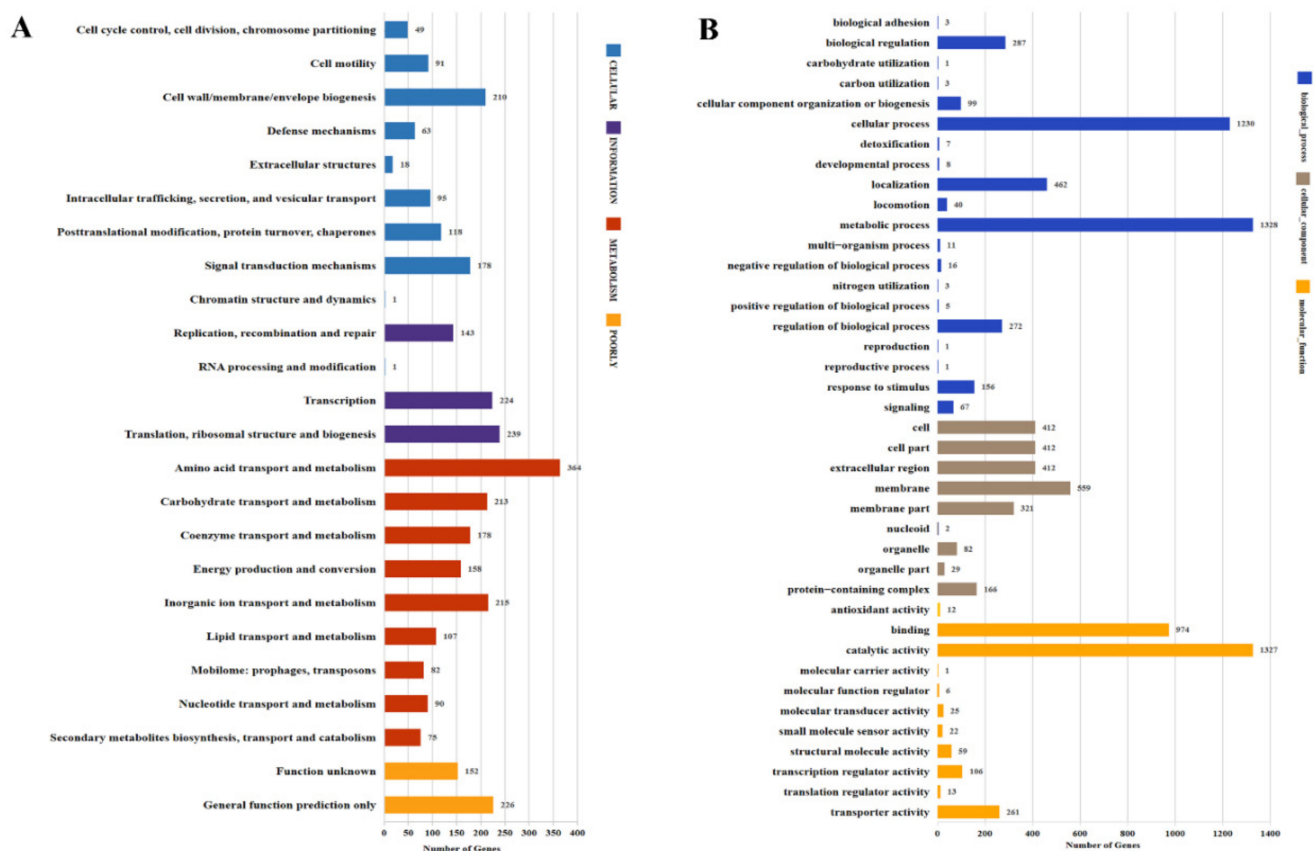 A
Cell cycle control, cell division, chromosome partitioning 49
Cell motility 91
Cell wall/membrane/envelope biogenesis 210
Defense mechanisms 63
Extracellular structures 18
Intracellular trafficking, secretion, and vesicular transport 95
Posttranslational modification, protein turnover, chaperones 118
Signal transduction mechanisms 178
Chromatin structure and dynamics 1
Replication, recombination and repair 143
RNA processing and modification 1
Transcription 224
Translation, ribosomal structure and biogenesis 239
Amino acid transport and metabolism 364
Carbohydrate transport and metabolism 213
Coenzyme transport and metabolism 178
Energy production and conversion 158
Inorganic ion transport and metabolism 215
Lipid transport and metabolism 107
Mobilome: prophages, transposons 82
Nucleotide transport and metabolism 90
Secondary metabolites biosynthesis, transport and catabolism 75
Function unknown 152
General function prediction only 226
0 50 100 150 200 250 300 350 400
Number of Genes
CELLULAR
INFORMATION
METABOLISM
POORLY
B
biological adhesion 3
biological regulation 287
carbohydrate utilization 1
carbon utilization 3
cellular component organization or biogenesis 99
cellular process 1230
detoxification 7
developmental process 8
localization 462
locomotion 40
metabolic process 1328
multi−organism process 11
negative regulation of biological process 16
nitrogen utilization 3
positive regulation of biological process 5
regulation of biological process 272
reproduction 1
reproductive process 1
response to stimulus 156
signaling 67
cell 412
cell part 412
extracellular region 412
membrane 559
membrane part 321
nucleoid 2
organelle 82
organelle part 29
protein−containing complex 166
antioxidant activity 12
binding 974
catalytic activity 1327
molecular carrier activity 1
molecular function regulator 6
molecular transducer activity 25
small molecule sensor activity 22
structural molecule activity 59
transcription regulator activity 106
translation regulator activity 13
transporter activity 261
0 200 400 600 800 1000 1200 1400
Number of Genes
biological_process
cellular_component
molecular_function